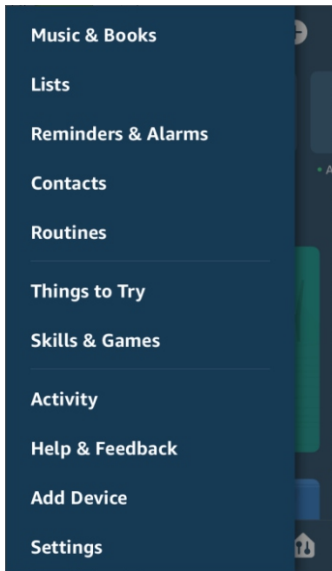 Music & Books
Lists
Reminders & Alarms
Contacts
Routines
Things to Try
Skills & Games
Activity
Help & Feedback
Add Device
Settings